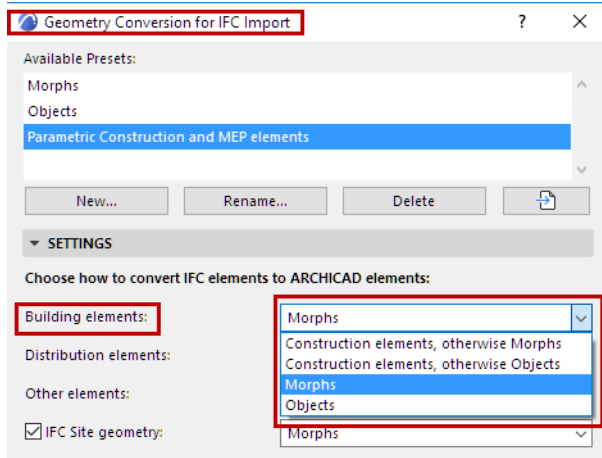 Geometry Conversion for IFC Import ? ×
Available Presets:
Morphs
Objects
Parametric Construction and MEP elements
New... Rename... Delete
SETTINGS
Choose how to convert IFC elements to ARCHICAD elements:
Building elements: Morphs
Construction elements, otherwise Morphs
Distribution elements:
Construction elements, otherwise Objects
Morphs
Other elements:
Objects
IFC Site geometry: Morphs